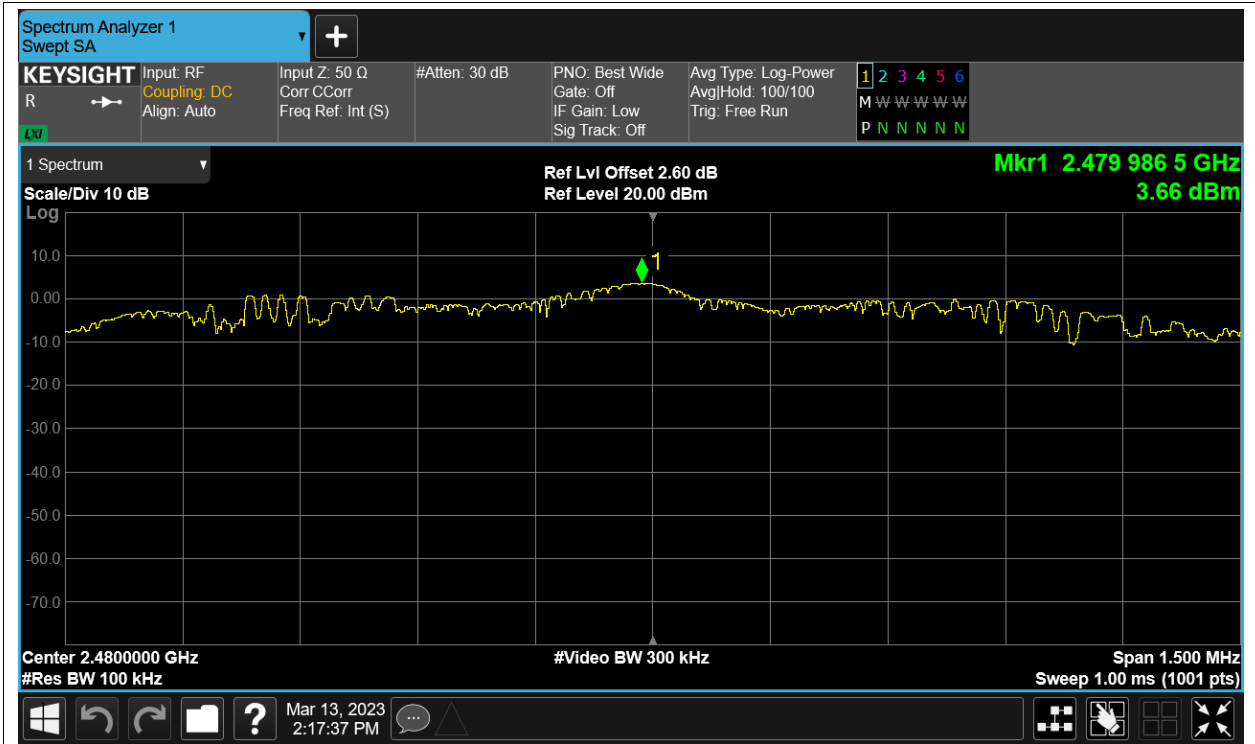 Spectrum Analyzer 1
Swept SA
KEYSIGHT
R
LXI
Input: RF
Coupling: DC
Align: Auto
Input Z: 50 Ω
Corr CCorr
Freq Ref: Int (S)
#Atten: 30 dB
PNO: Best Wide
Gate: Off
IF Gain: Low
Sig Track: Off
Avg Type: Log-Power
Avg|Hold: 100/100
Trig: Free Run
1 2 3 4 5 6
M W W W W W
P N N N N N
1 Spectrum
Scale/Div 10 dB
Log
Ref Lvl Offset 2.60 dB
Ref Level 20.00 dBm
Mkr1 2.479 986 5 GHz
3.66 dBm
1
10.0
0.00
-10.0
-20.0
-30.0
-40.0
-50.0
-60.0
-70.0
Center 2.4800000 GHz
#Res BW 100 kHz
#Video BW 300 kHz
Span 1.500 MHz
Sweep 1.00 ms (1001 pts)
?
Mar 13, 2023
2:17:37 PM